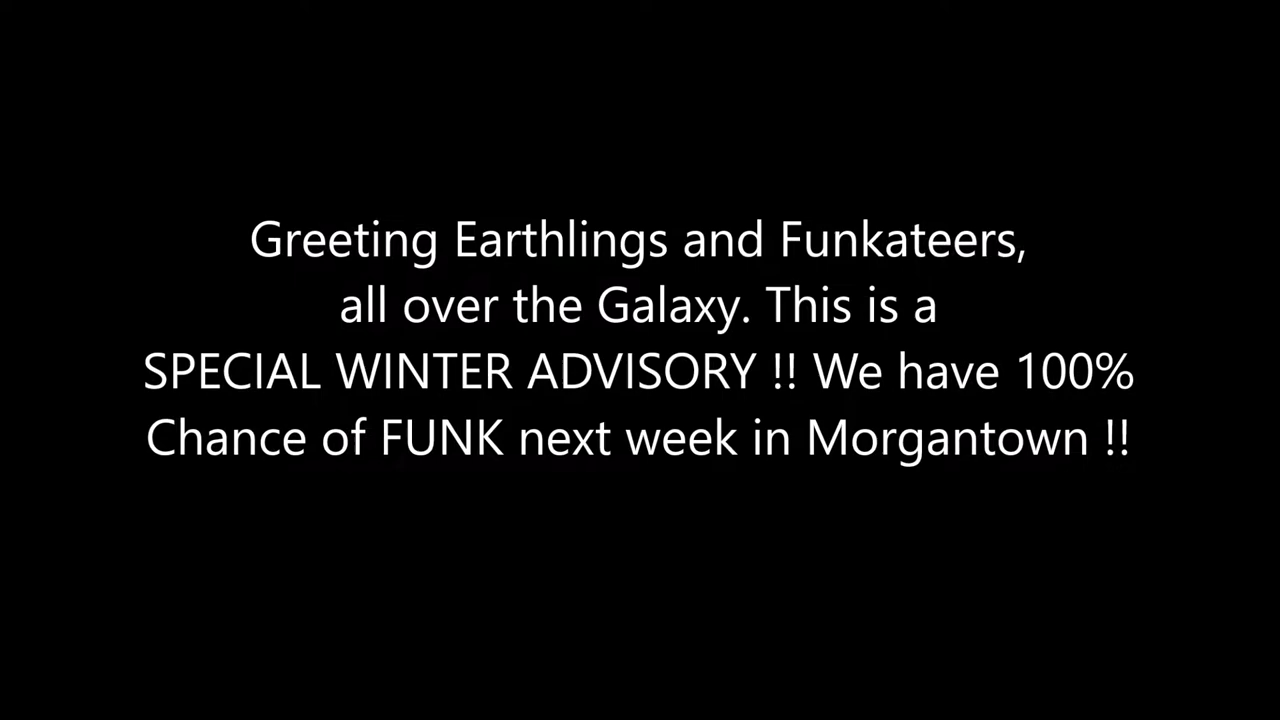 Greeting Earthlings and Funkateers,
all over the Galaxy. This is a
SPECIAL WINTER ADVISORY !! We have 100%
Chance of FUNK next week in Morgantown !!